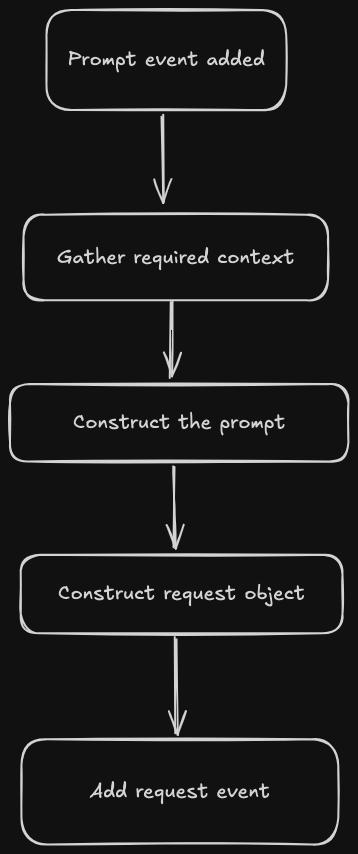 Prompt event added
Gather required context
Construct the prompt
Construct request object
Add request event